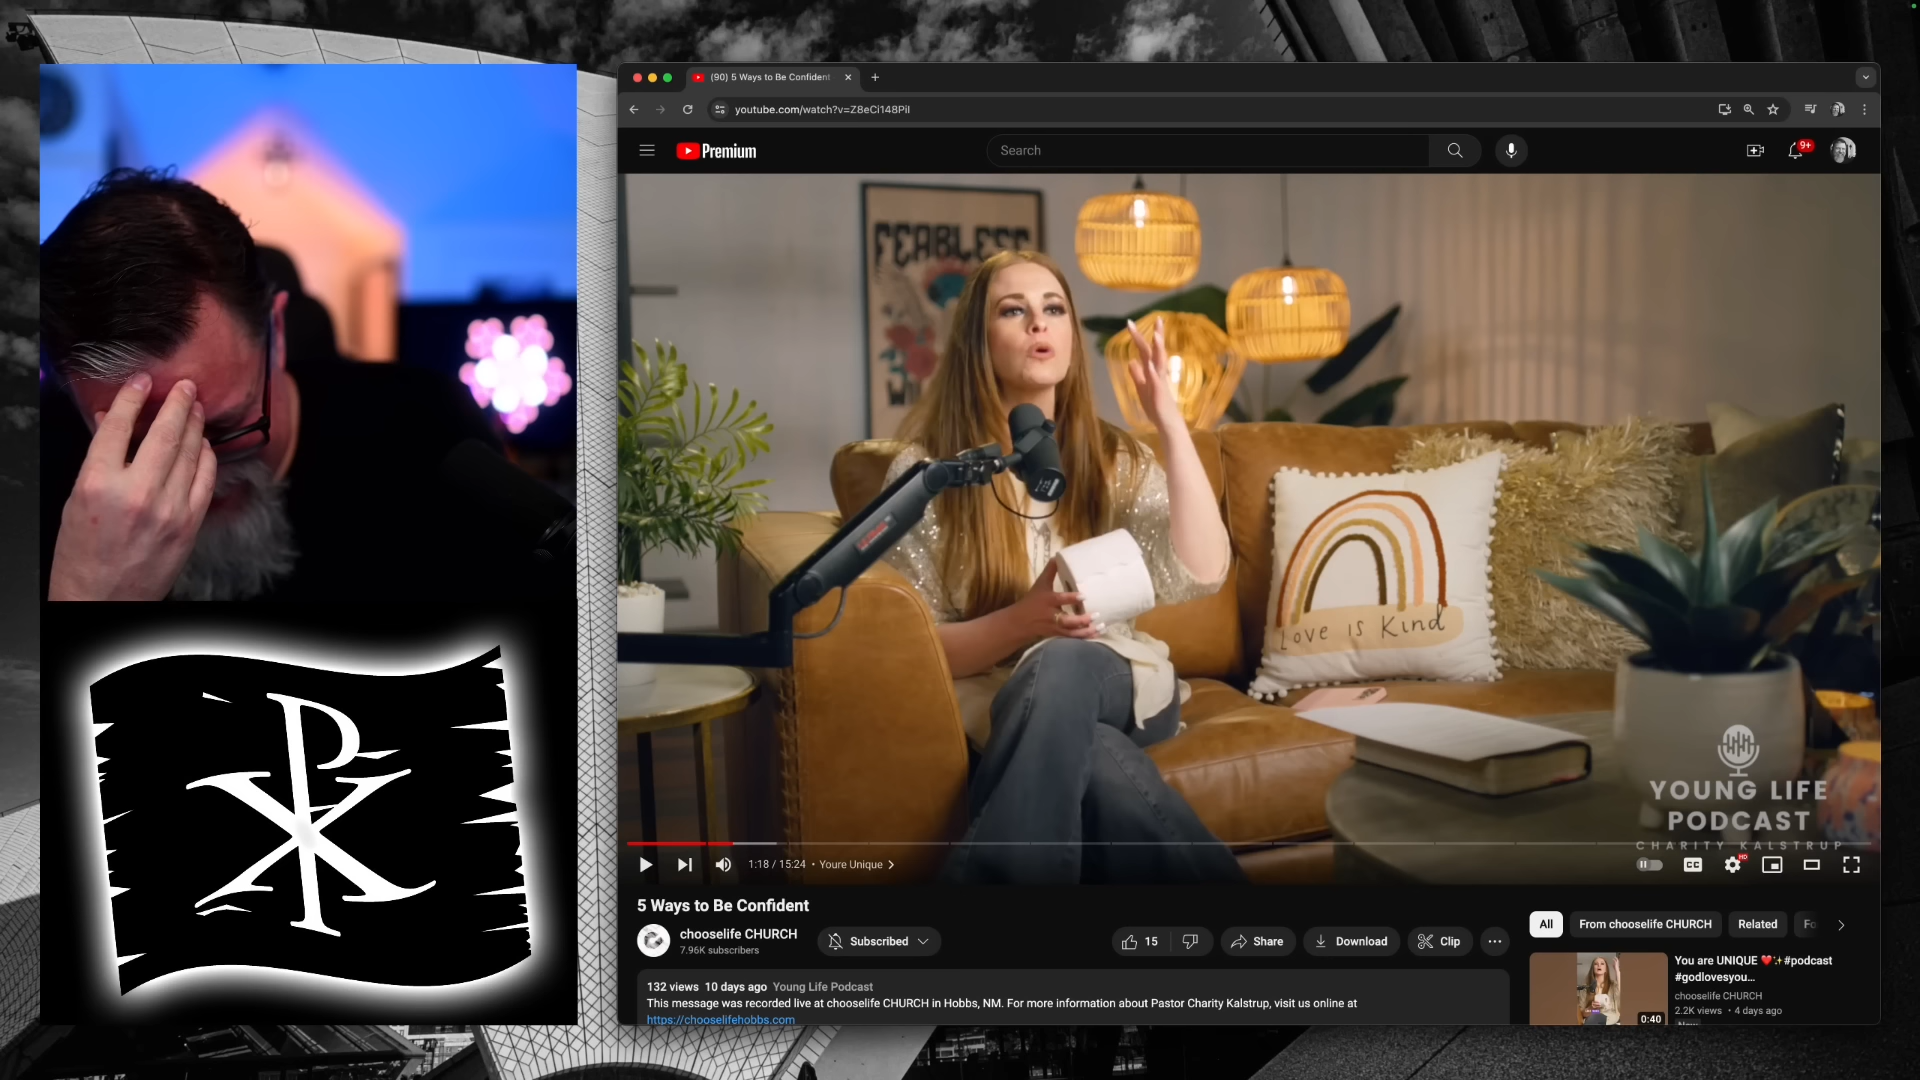 (90) 5 Ways to Be Confident
youtube.com/watch?v=Z8eCi148PiI
Premium
Search
9+
FEARLESS
Love is Kind
YOUNG LIFE
PODCAST
CHARITY KALSTRUP
1:18 / 15:24 • Youre Unique
CC
HD
5 Ways to Be Confident
chooselife CHURCH
7.96K subscribers
Subscribed
15
Share
Download
Clip
All
From chooselife CHURCH
Related
Fo
132 views 10 days ago Young Life Podcast
This message was recorded live at chooselife CHURCH in Hobbs, NM. For more information about Pastor Charity Kalstrup, visit us online at
https://chooselifehobbs.com
0:40
You are UNIQUE ❤️✨#podcast
#godlovesyou...
chooselife CHURCH
2.2K views • 4 days ago
New